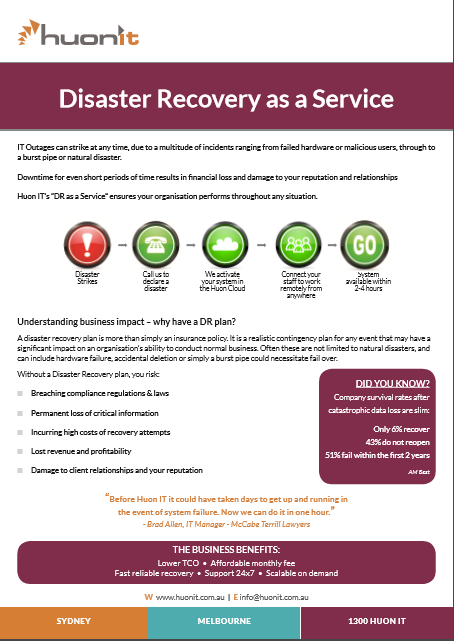 huonit
Disaster Recovery as a Service
IT Outages can strike at any time, due to a multitude of incidents ranging from failed hardware or malicious users, through to
a burst pipe or natural disaster.
Downtime for even short periods of time results in financial loss and damage to your reputation and relationships
Huon IT's "DR as a Service" ensures your organisation performs throughout any situation.
GO
Disaster
Strikes
Call us to
declare a
disaster
We activate
your system in
the Huon Cloud
Connect your
staff to work
remotely from
anywhere
System
available within
2-4 hours
Understanding business impact – why have a DR plan?
A disaster recovery plan is more than simply an insurance policy. It is a realistic contingency plan for any event that may have a
significant impact on an organisation's ability to conduct normal business. Often these are not limited to natural disasters, and
can include hardware failure, accidental deletion or simply a burst pipe could necessitate fail over.
Without a Disaster Recovery plan, you risk:
Breaching compliance regulations & laws
Permanent loss of critical information
Incurring high costs of recovery attempts
Lost revenue and profitability
Damage to client relationships and your reputation
DID YOU KNOW?
Company survival rates after
catastrophic data loss are slim:
Only 6% recover
43% do not reopen
51% fail within the first 2 years
AM Best
"Before Huon IT it could have taken days to get up and running in
the event of system failure. Now we can do it in one hour."
- Brad Allen, IT Manager - McCabe Terrill Lawyers
THE BUSINESS BENEFITS:
Lower TCO • Affordable monthly fee
Fast reliable recovery • Support 24x7 • Scalable on demand
W www.huonit.com.au | E info@huonit.com.au
SYDNEY
MELBOURNE
1300 HUON IT